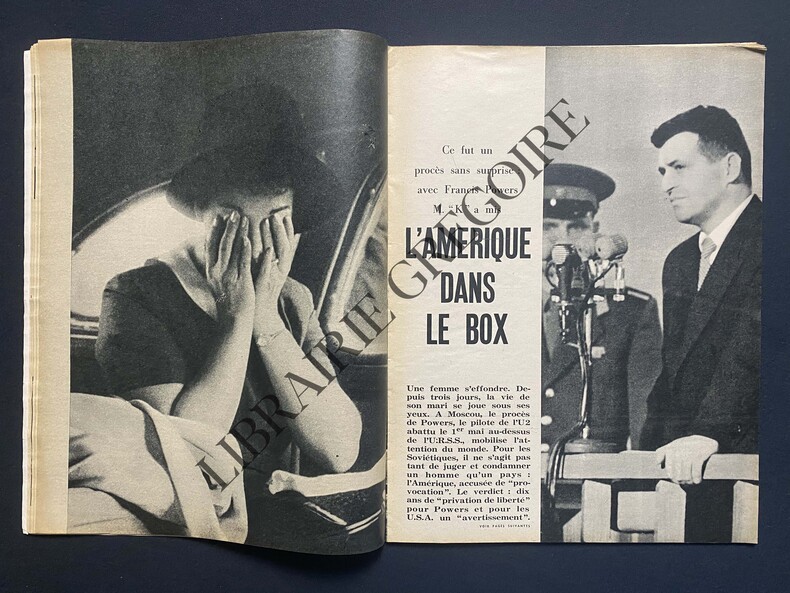 Ce fut un
procès sans surprise
avec Francis Powers
M. "K" a mis
L'AMERIQUE
DANS
LE BOX
Une femme s'effondre. De-
puis trois jours, la vie de
son mari se joue sous ses
yeux. A Moscou, le procès
de Powers, le pilote de l'U2
abattu le 1er mai au-dessus
de l'U.R.S.S., mobilise l'at-
tention du monde. Pour les
Soviétiques, il ne s'agit pas
tant de juger et condamner
un homme qu'un pays :
l'Amérique, accusée de "pro-
vocation". Le verdict : dix
ans de "privation de liberté"
pour Powers et pour les
U.S.A. un "avertissement".
VOIR PAGES SUIVANTES
LIBRAIRIE GREGOIRE